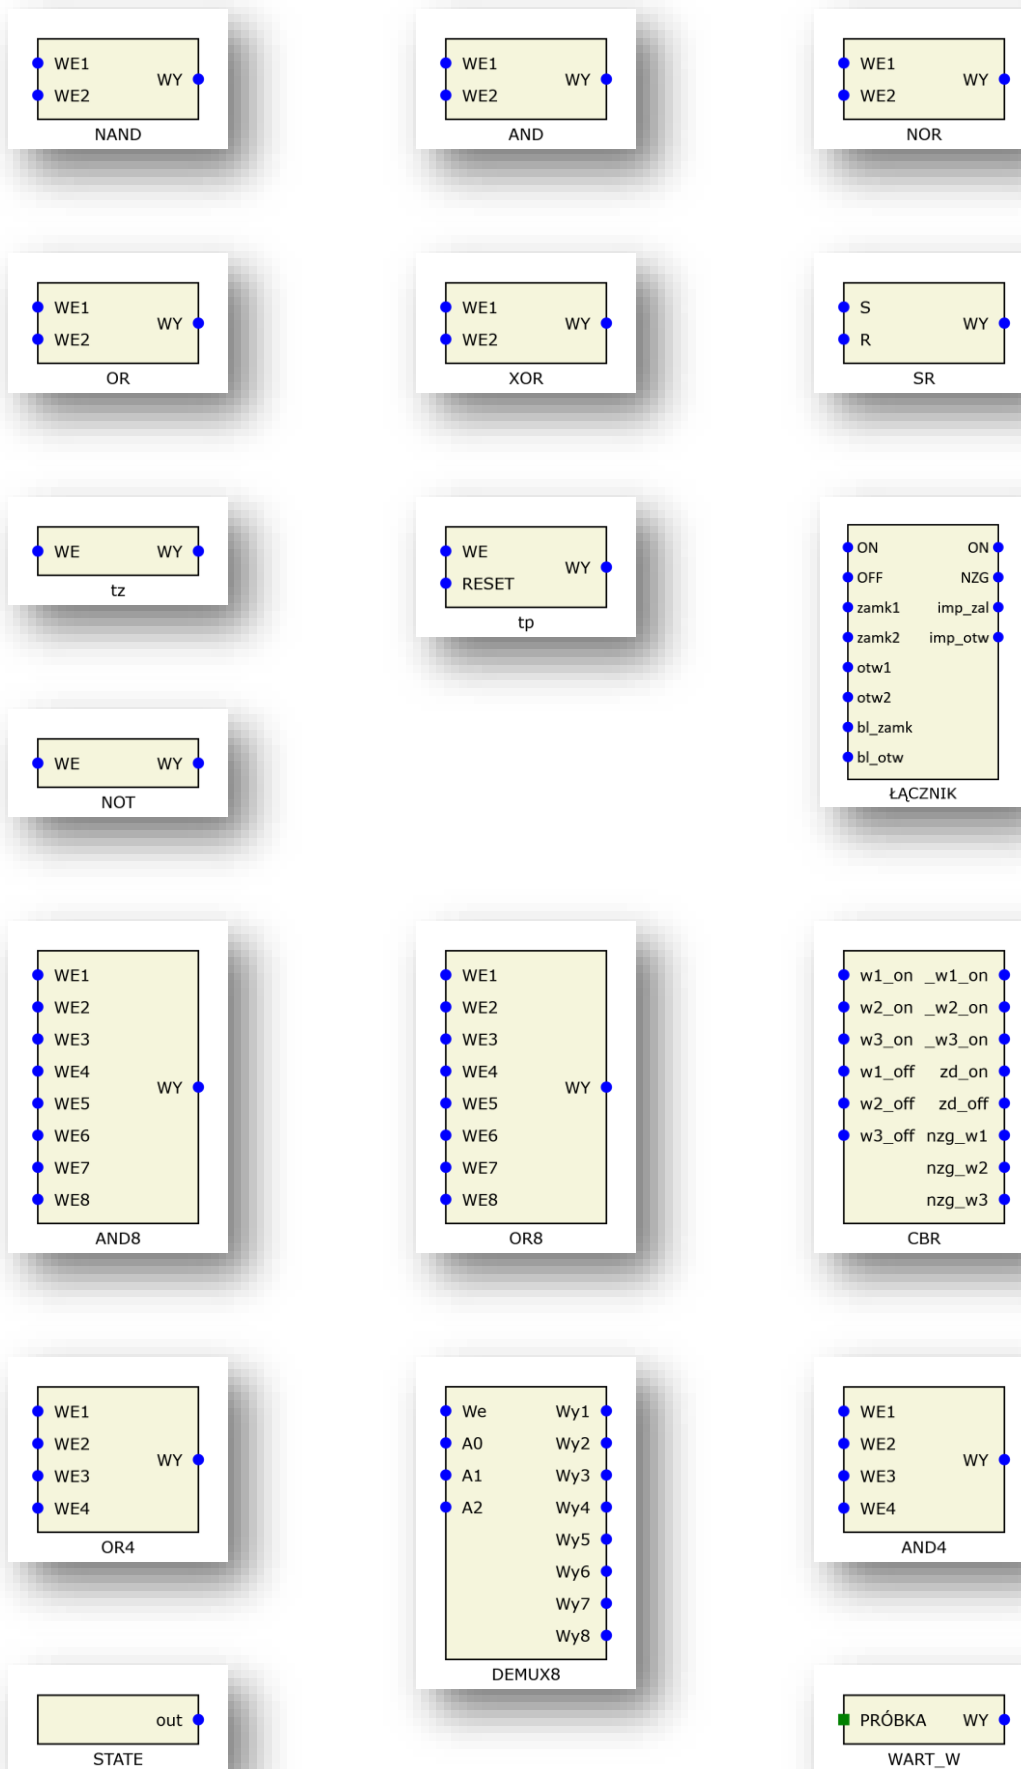 WE1
WE2
WY
NAND
WE1
WE2
WY
AND
WE1
WE2
WY
NOR
WE1
WE2
WY
OR
WE1
WE2
WY
XOR
S
R
WY
SR
WE WY
tz
WE
RESET
WY
tp
ON ON
OFF NZG
zamk1 imp_zal
zamk2 imp_otw
otw1
otw2
bl_zamk
bl_otw
ŁĄCZNIK
WE WY
NOT
WE1
WE2
WE3
WE4
WY
WE5
WE6
WE7
WE8
AND8
WE1
WE2
WE3
WE4
WY
WE5
WE6
WE7
WE8
OR8
w1_on _w1_on
w2_on _w2_on
w3_on _w3_on
w1_off zd_on
w2_off zd_off
w3_off nzg_w1
nzg_w2
nzg_w3
CBR
WE1
WE2
WY
WE3
WE4
OR4
We Wy1
A0 Wy2
A1 Wy3
A2 Wy4
Wy5
Wy6
Wy7
Wy8
DEMUX8
WE1
WE2
WY
WE3
WE4
AND4
out
STATE
PRÓBKA WY
WART_W